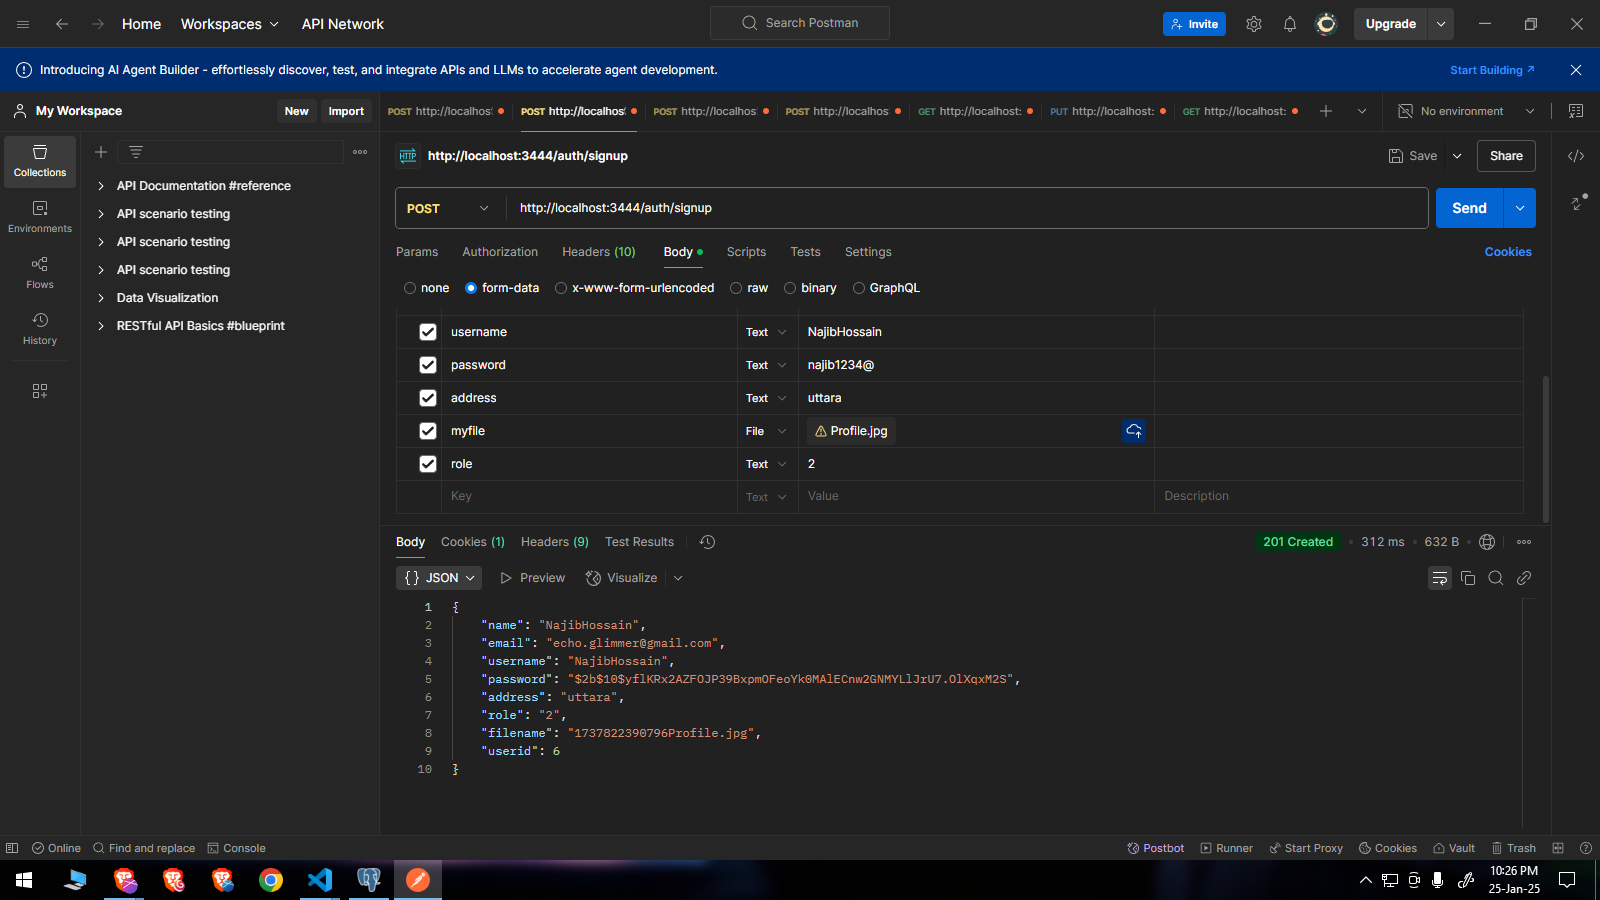 Home Workspaces API Network Search Postman Invite Upgrade
Introducing AI Agent Builder - effortlessly discover, test, and integrate APIs and LLMs to accelerate agent development. Start Building
My Workspace New Import POST http://localhost POST http://localhost POST http://localhos POST http://localhos GET http://localhost: PUT http://localhost: GET http://localhost: No environment
Collections
Environments
Flows
History
API Documentation #reference
API scenario testing
API scenario testing
API scenario testing
Data Visualization
RESTful API Basics #blueprint
HTTP http://localhost:3444/auth/signup Save Share
POST http://localhost:3444/auth/signup Send
Params Authorization Headers (10) Body Scripts Tests Settings Cookies
none form-data x-www-form-urlencoded raw binary GraphQL
username Text NajibHossain
password Text najib1234@
address Text uttara
myfile File Profile.jpg
role Text 2
Key Text Value Description
Body Cookies (1) Headers (9) Test Results 201 Created 312 ms 632 B
{} JSON Preview Visualize
1 {
2 "name": "NajibHossain",
3 "email": "echo.glimmer@gmail.com",
4 "username": "NajibHossain",
5 "password": "$2b$10$yflKRx2AZFOJP39BxpmOFeoYk0MAlECnw2GNMYLlJrU7.OlXqxM2S",
6 "address": "uttara",
7 "role": "2",
8 "filename": "1737822390796Profile.jpg",
9 "userid": 6
10 }
Online Find and replace Console Postbot Runner Start Proxy Cookies Vault Trash
10:26 PM
25-Jan-25